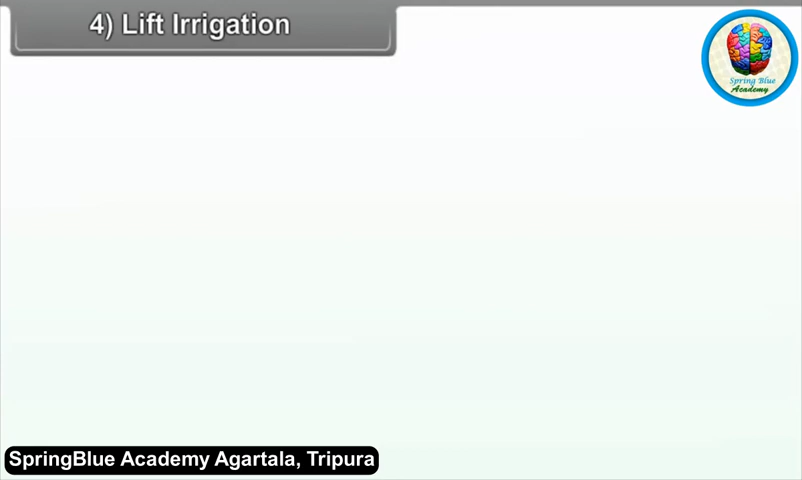 4) Lift Irrigation
Spring Blue
Academy
SpringBlue Academy Agartala, Tripura